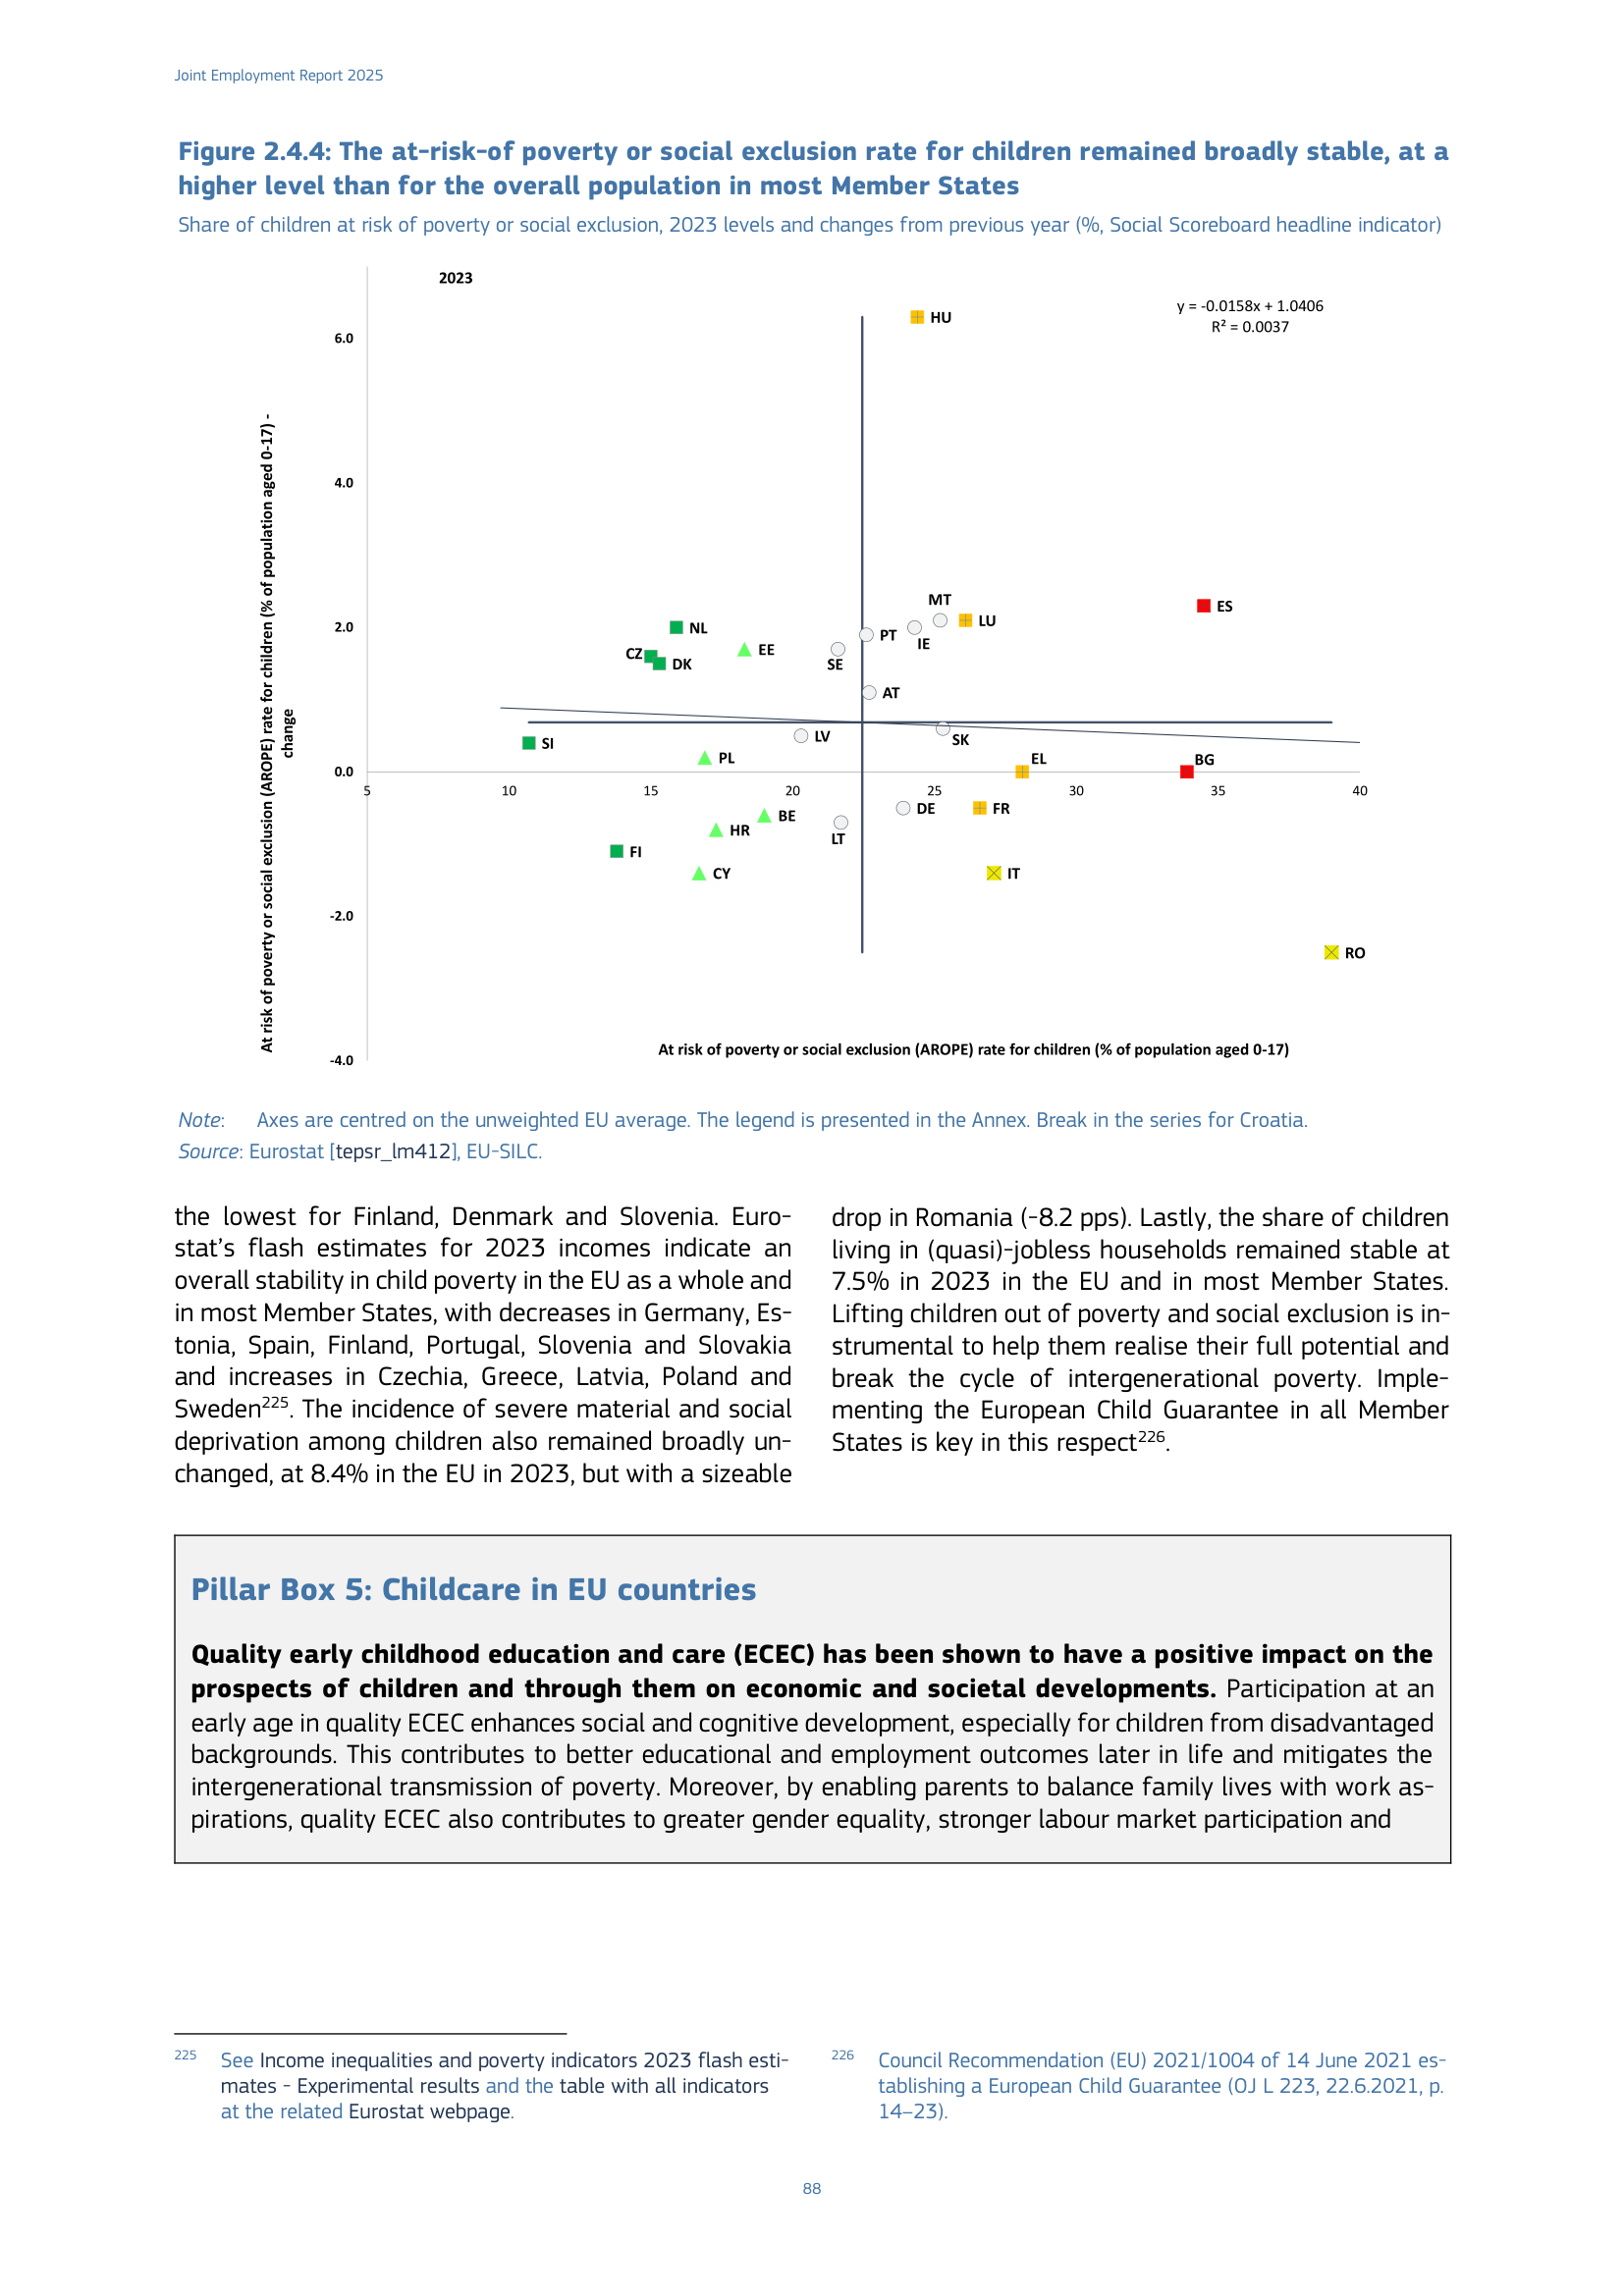 Joint Employment Report 2025
Figure 2.4.4: The at-risk-of poverty or social exclusion rate for children remained broadly stable, at a
higher level than for the overall population in most Member States
Share of children at risk of poverty or social exclusion, 2023 levels and changes from previous year (%, Social Scoreboard headline indicator)
2023
y = -0.0158x + 1.0406
R² = 0.0037
At risk of poverty or social exclusion (AROPE) rate for children (% of population aged 0-17) -
change
6.0
4.0
2.0
0.0
-2.0
-4.0
5
10
15
20
25
30
35
40
HU
MT
LU
ES
NL
PT
IE
CZ
DK
EE
SE
AT
SI
LV
SK
PL
EL
BG
BE
DE
FR
HR
LT
FI
CY
IT
RO
At risk of poverty or social exclusion (AROPE) rate for children (% of population aged 0-17)
Note: Axes are centred on the unweighted EU average. The legend is presented in the Annex. Break in the series for Croatia.
Source: Eurostat [tepsr_lm412], EU-SILC.
the lowest for Finland, Denmark and Slovenia. Euro-
stat’s flash estimates for 2023 incomes indicate an
overall stability in child poverty in the EU as a whole and
in most Member States, with decreases in Germany, Es-
tonia, Spain, Finland, Portugal, Slovenia and Slovakia
and increases in Czechia, Greece, Latvia, Poland and
Sweden225. The incidence of severe material and social
deprivation among children also remained broadly un-
changed, at 8.4% in the EU in 2023, but with a sizeable
drop in Romania (-8.2 pps). Lastly, the share of children
living in (quasi)-jobless households remained stable at
7.5% in 2023 in the EU and in most Member States.
Lifting children out of poverty and social exclusion is in-
strumental to help them realise their full potential and
break the cycle of intergenerational poverty. Imple-
menting the European Child Guarantee in all Member
States is key in this respect226.
Pillar Box 5: Childcare in EU countries
Quality early childhood education and care (ECEC) has been shown to have a positive impact on the
prospects of children and through them on economic and societal developments. Participation at an
early age in quality ECEC enhances social and cognitive development, especially for children from disadvantaged
backgrounds. This contributes to better educational and employment outcomes later in life and mitigates the
intergenerational transmission of poverty. Moreover, by enabling parents to balance family lives with work as-
pirations, quality ECEC also contributes to greater gender equality, stronger labour market participation and
225 See Income inequalities and poverty indicators 2023 flash esti-
mates - Experimental results and the table with all indicators
at the related Eurostat webpage.
226 Council Recommendation (EU) 2021/1004 of 14 June 2021 es-
tablishing a European Child Guarantee (OJ L 223, 22.6.2021, p.
14–23).
88